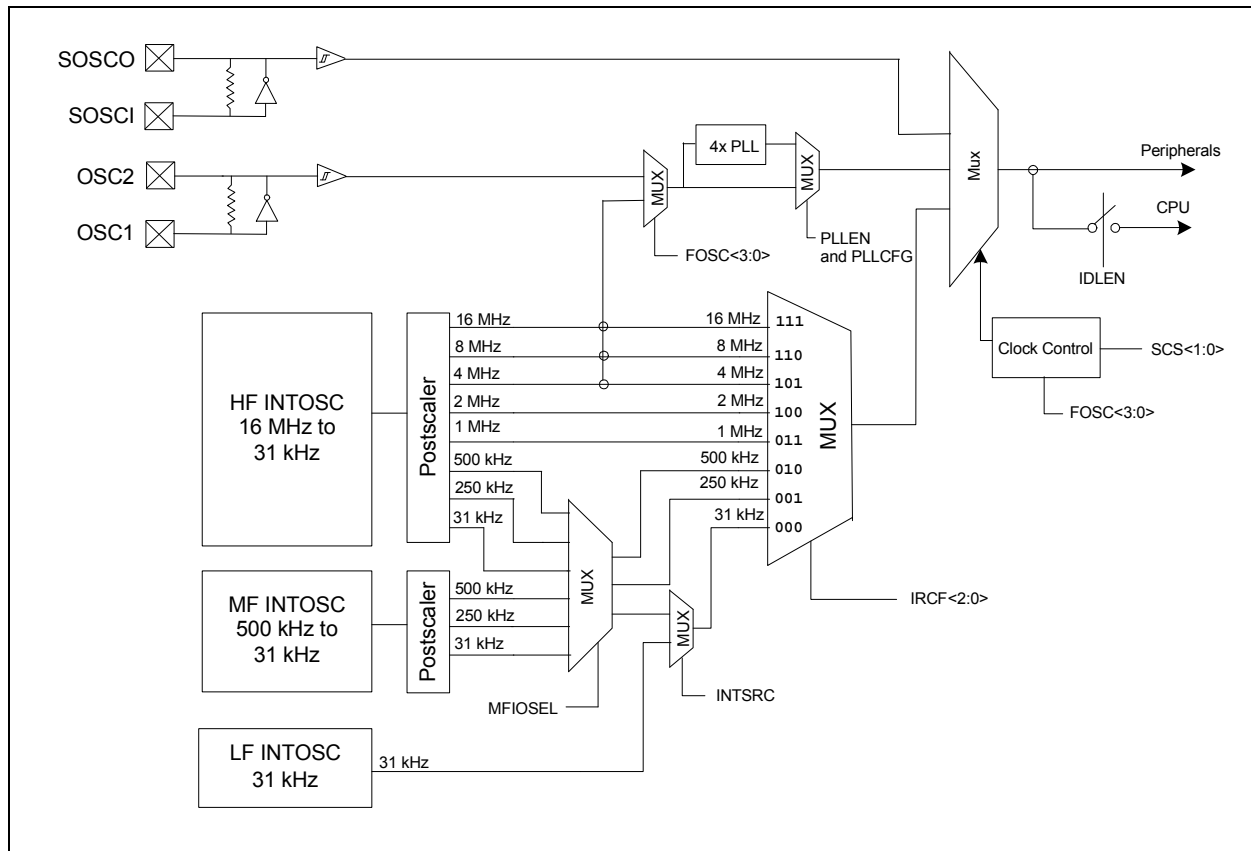 SOSCO
SOSCI
OSC2
OSC1
4x PLL
MUX
MUX
Mux
Peripherals
CPU
FOSC<3:0>
PLLEN
and PLLCFG
IDLEN
Clock Control
SCS<1:0>
FOSC<3:0>
HF INTOSC
16 MHz to
31 kHz
Postscaler
16 MHz
8 MHz
4 MHz
2 MHz
1 MHz
500 kHz
250 kHz
31 kHz
16 MHz
8 MHz
4 MHz
2 MHz
1 MHz
500 kHz
250 kHz
31 kHz
111
110
101
100
011
010
001
000
MUX
IRCF<2:0>
MF INTOSC
500 kHz to
31 kHz
Postscaler
500 kHz
250 kHz
31 kHz
MUX
MUX
MFIOSEL
INTSRC
LF INTOSC
31 kHz
31 kHz